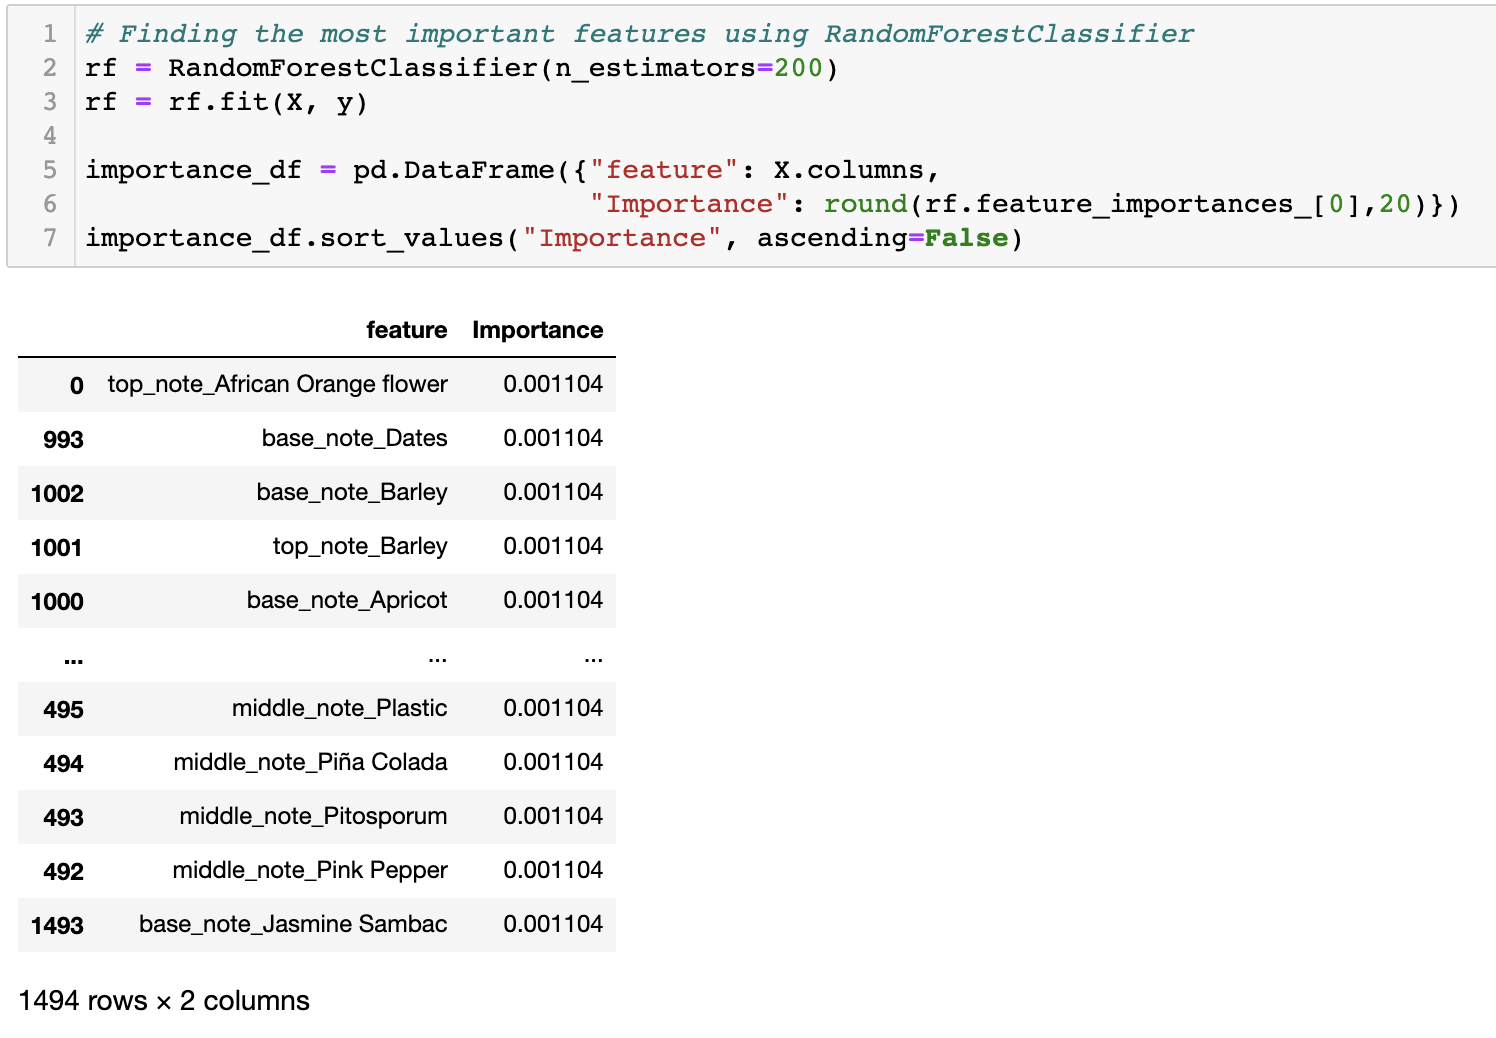 1 # Finding the most important features using RandomForestClassifier
2 rf = RandomForestClassifier(n_estimators=200)
3 rf = rf.fit(X, y)
4
5 importance_df = pd.DataFrame({"feature": X.columns,
6 "Importance": round(rf.feature_importances_[0],20)})
7 importance_df.sort_values("Importance", ascending=False)
feature Importance
0 top_note_African Orange flower 0.001104
993 base_note_Dates 0.001104
1002 base_note_Barley 0.001104
1001 top_note_Barley 0.001104
1000 base_note_Apricot 0.001104
... ... ...
495 middle_note_Plastic 0.001104
494 middle_note_Piña Colada 0.001104
493 middle_note_Pitosporum 0.001104
492 middle_note_Pink Pepper 0.001104
1493 base_note_Jasmine Sambac 0.001104
1494 rows × 2 columns